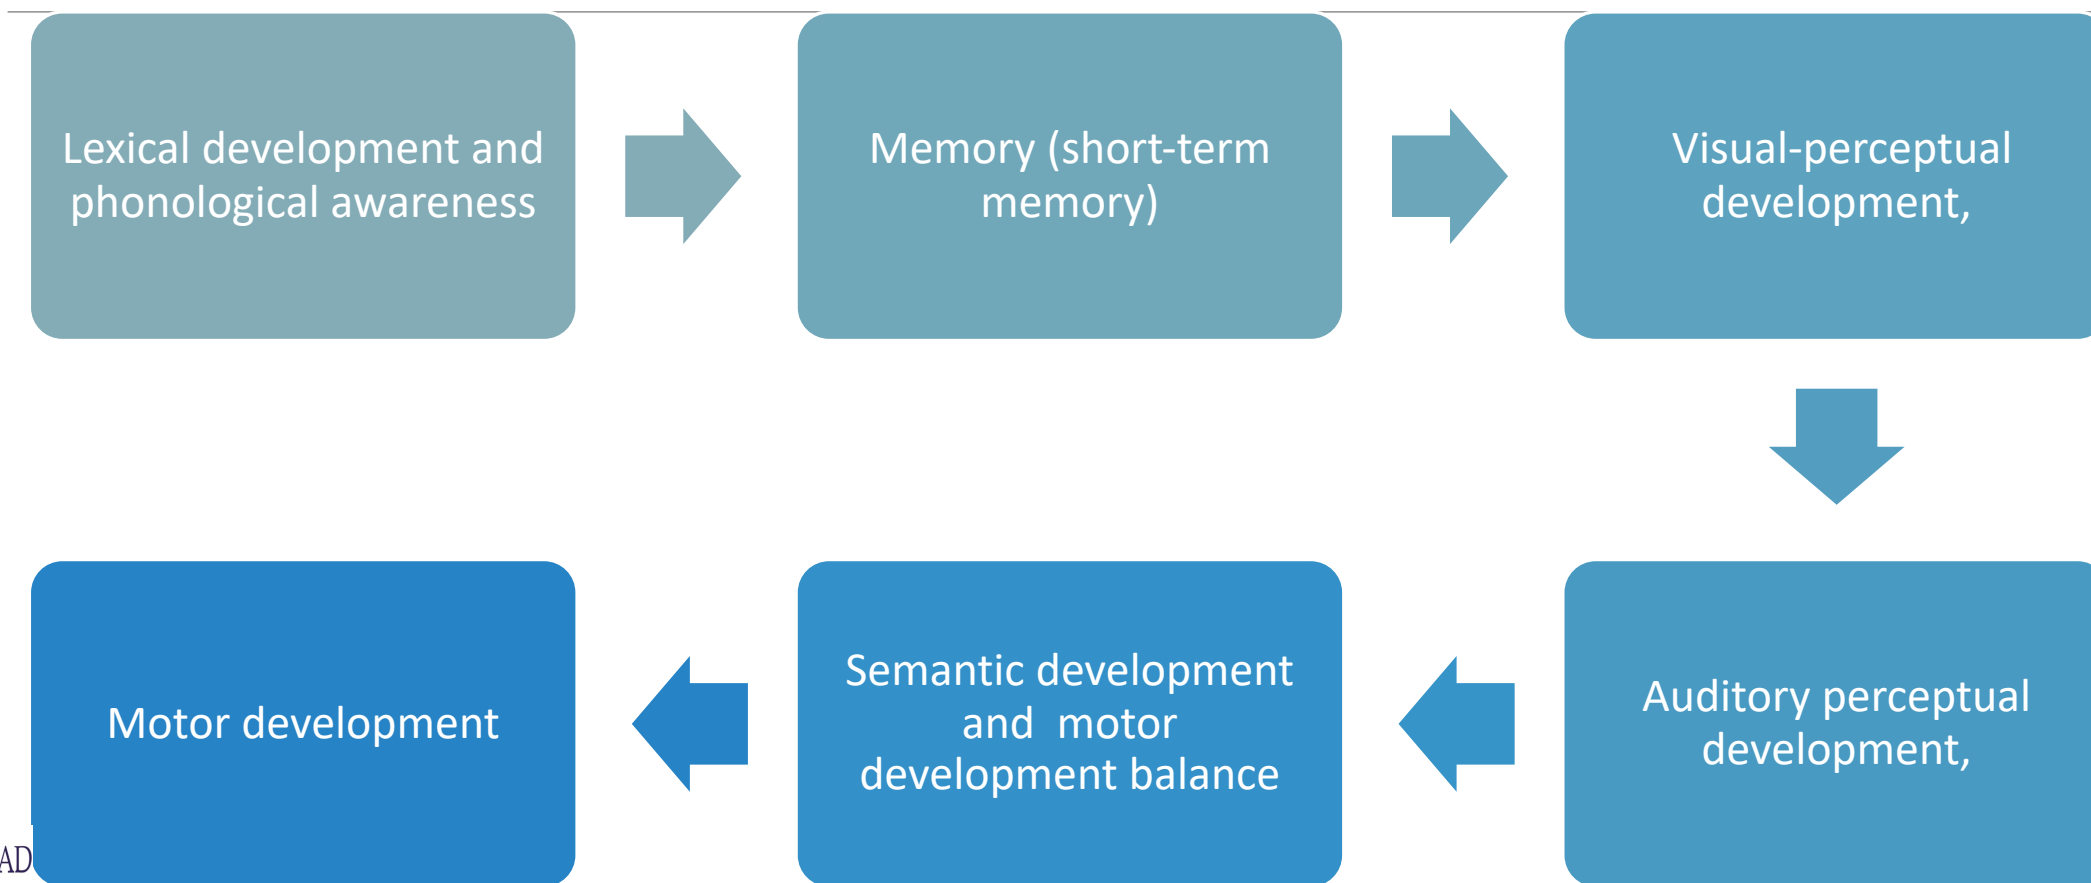 Lexical development and
phonological awareness
Memory (short-term
memory)
Visual-perceptual
development,
Auditory perceptual
development,
Semantic development
and  motor
development balance
Motor development
AD